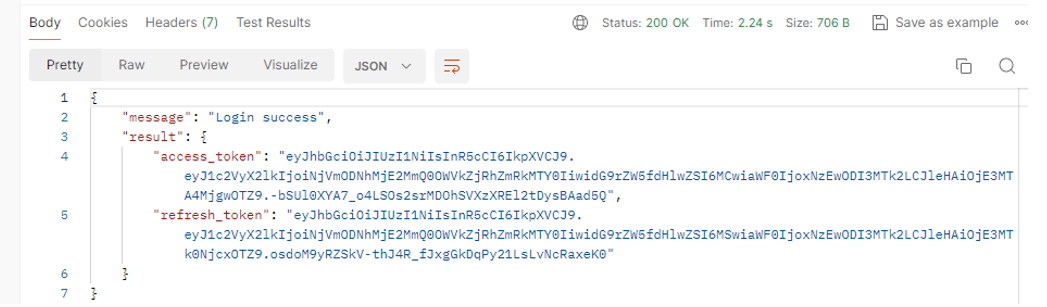 Body Cookies Headers (7) Test Results Status: 200 OK Time: 2.24 s Size: 706 B Save as example
Pretty Raw Preview Visualize JSON
1 {
2 "message": "Login success",
3 "result": {
4 "access_token": "eyJhbGciOiJIUzI1NiIsInR5cCI6IkpXVCJ9.
eyJ1c2VyX2lkIjoiNjVmODNhMjE2MmQ0OWVkZjRhZmRkMTY0IiwidG9rZW5fdHlwZSI6MCwiaWF0IjoxNzEwODI3MTk2LCJleHAiOjE3MT
A4MjgwOTZ9.-bSUl0XYA7_o4LSOs2srMDOhSVXzXREl2tDysBAad5Q",
5 "refresh_token": "eyJhbGciOiJIUzI1NiIsInR5cCI6IkpXVCJ9.
eyJ1c2VyX2lkIjoiNjVmODNhMjE2MmQ0OWVkZjRhZmRkMTY0IiwidG9rZW5fdHlwZSI6MSwiaWF0IjoxNzEwODI3MTk2LCJleHAiOjE3MT
k0NjcxOTZ9.osdoM9yRZSkV-thJ4R_fJxgGkDqPy21LsLvNcRaxeK0"
6 }
7 }